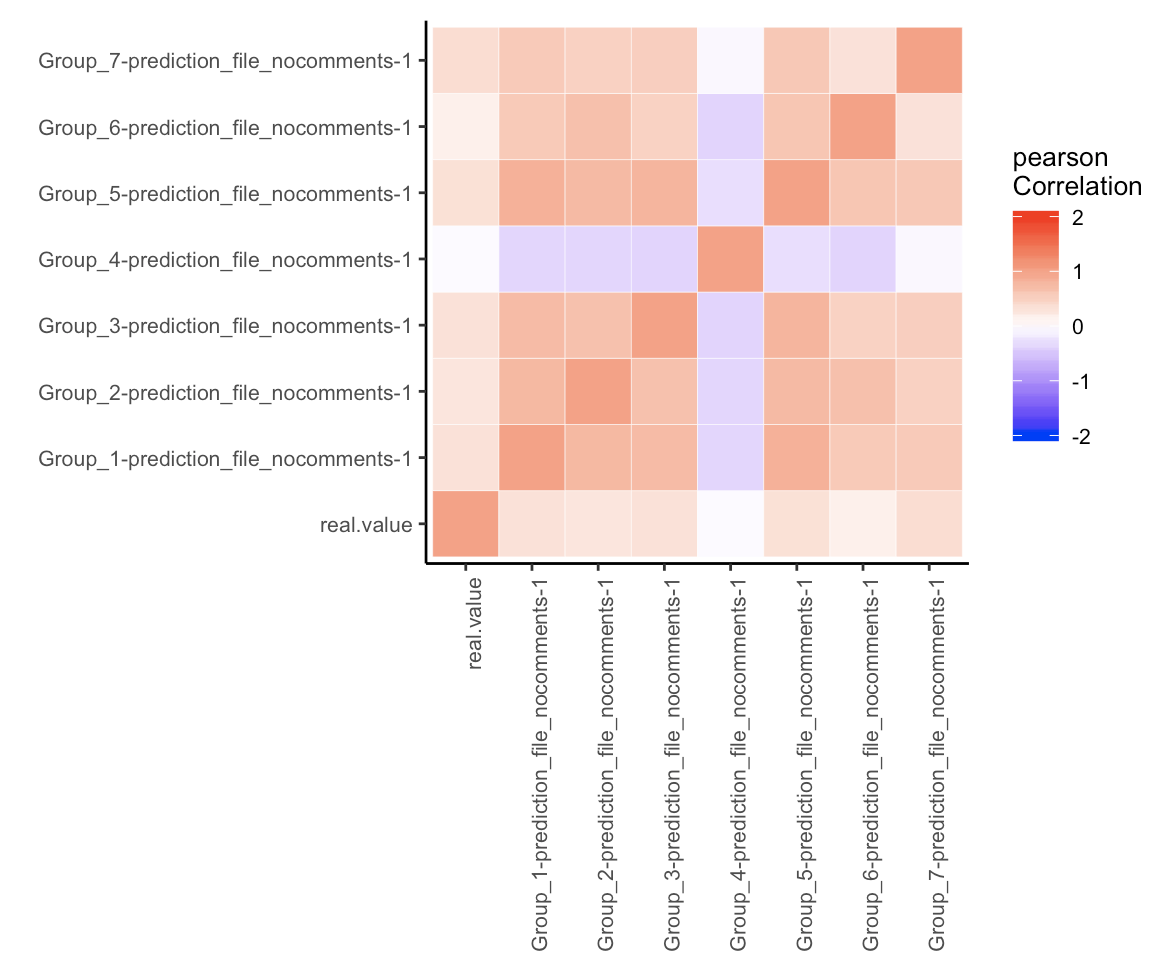 Group_7-prediction_file_nocomments-1
Group_6-prediction_file_nocomments-1
Group_5-prediction_file_nocomments-1
Group_4-prediction_file_nocomments-1
Group_3-prediction_file_nocomments-1
Group_2-prediction_file_nocomments-1
Group_1-prediction_file_nocomments-1
real.value
real.value
Group_1-prediction_file_nocomments-1
Group_2-prediction_file_nocomments-1
Group_3-prediction_file_nocomments-1
Group_4-prediction_file_nocomments-1
Group_5-prediction_file_nocomments-1
Group_6-prediction_file_nocomments-1
Group_7-prediction_file_nocomments-1
pearson
Correlation
2
1
0
-1
-2